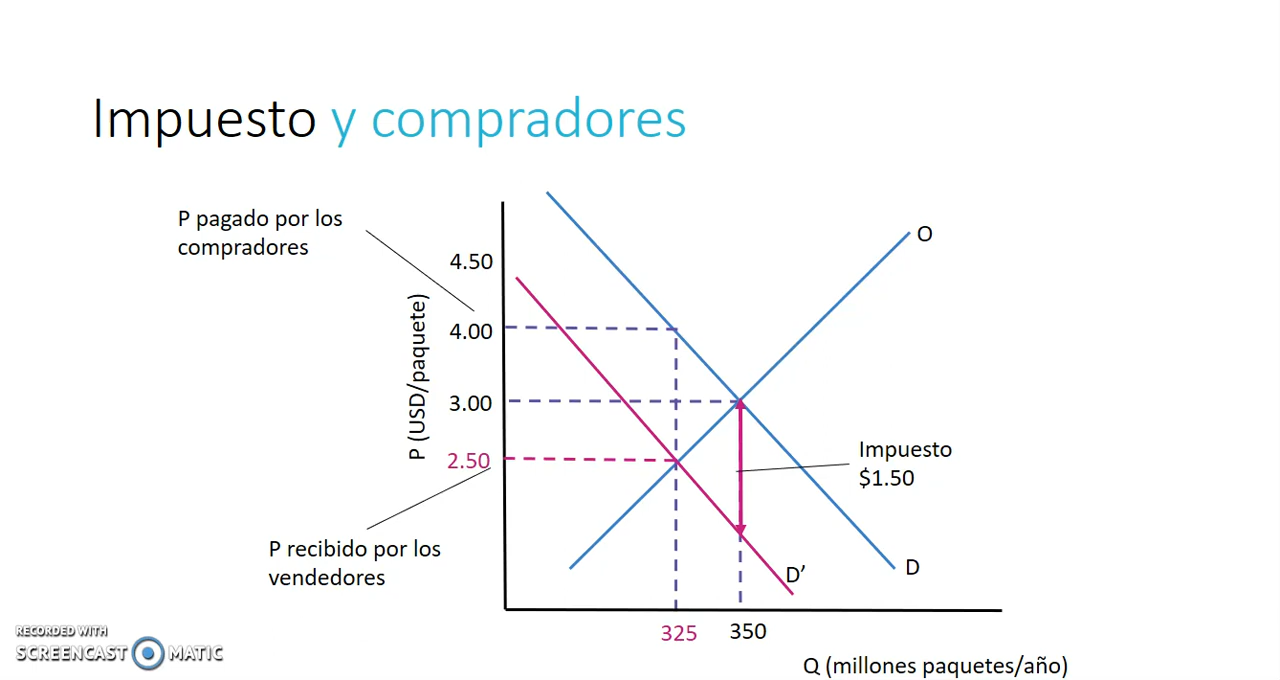 Impuesto y compradores
P pagado por los
compradores
P (USD/paquete)
4.50
4.00
3.00
2.50
O
Impuesto
$1.50
D
D’
P recibido por los
vendedores
325
350
Q (millones paquetes/año)
RECORDED WITH
SCREENCAST MATIC